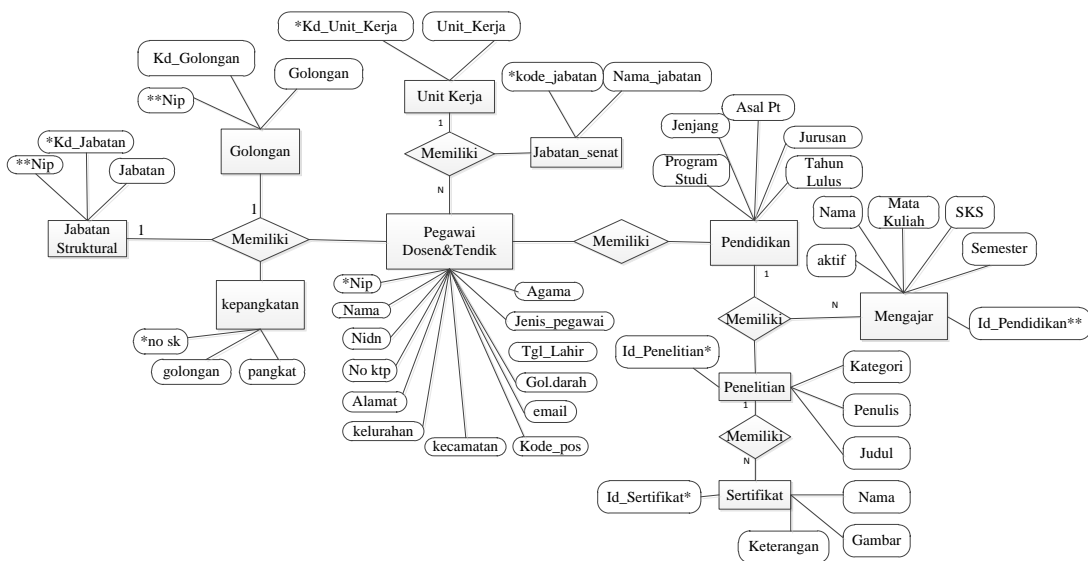 *Kd_Unit_Kerja
Unit_Kerja
Kd_Golongan
Golongan
**Nip
Unit Kerja
*kode_jabatan
Nama_jabatan
Asal Pt
Jenjang
Jurusan
Program
Studi
Tahun
Lulus
*Kd_Jabatan
**Nip
Jabatan
Golongan
1
Memiliki
Jabatan_senat
N
Nama
Mata
Kuliah
SKS
Semester
aktif
Jabatan
Struktural
1
1
Memiliki
Pegawai
Dosen&Tendik
Memiliki
Pendidikan
1
kepangkatan
*no sk
golongan
pangkat
*Nip
Nama
Nidn
No ktp
Alamat
kelurahan
kecamatan
Agama
Jenis_pegawai
Tgl_Lahir
Gol.darah
email
Kode_pos
Memiliki
N
Mengajar
Id_Pendidikan**
Id_Penelitian*
Penelitian
Kategori
Penulis
Judul
1
Memiliki
N
Id_Sertifikat*
Sertifikat
Nama
Gambar
Keterangan